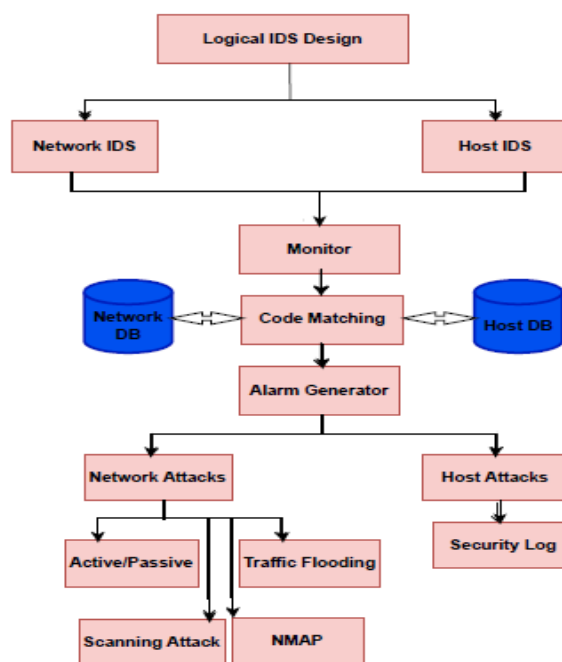 Logical IDS Design
Network IDS
Host IDS
Monitor
Network
DB
Code Matching
Host DB
Alarm Generator
Network Attacks
Host Attacks
Active/Passive
Traffic Flooding
Security Log
Scanning Attack
NMAP